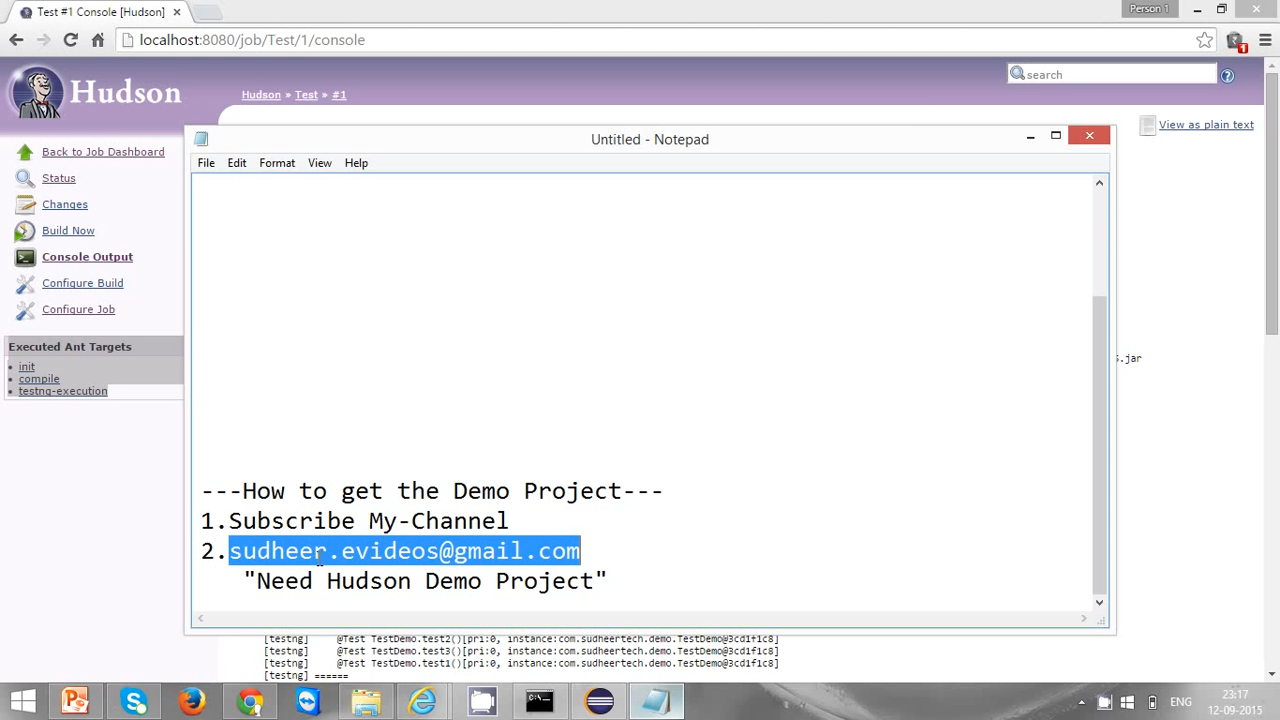 Test #1 Console [Hudson]
Person 1
localhost:8080/job/Test/1/console
1
Hudson
search
Hudson » Test » #1
View as plain text
Back to Job Dashboard
Status
Changes
Build Now
Console Output
Configure Build
Configure Job
Executed Ant Targets
init
compile
testng-execution
Untitled - Notepad
File Edit Format View Help
---How to get the Demo Project---
1.Subscribe My-Channel
2.sudheer.evideos@gmail.com
"Need Hudson Demo Project"
.jar
[testng] @Test TestDemo.test2()[pri:0, instance:com.sudheertech.demo.TestDemo@3cd1f1c8]
[testng] @Test TestDemo.test3()[pri:0, instance:com.sudheertech.demo.TestDemo@3cd1f1c8]
[testng] @Test TestDemo.test1()[pri:0, instance:com.sudheertech.demo.TestDemo@3cd1f1c8]
[testng] ======
ENG
23:17
12-09-2015